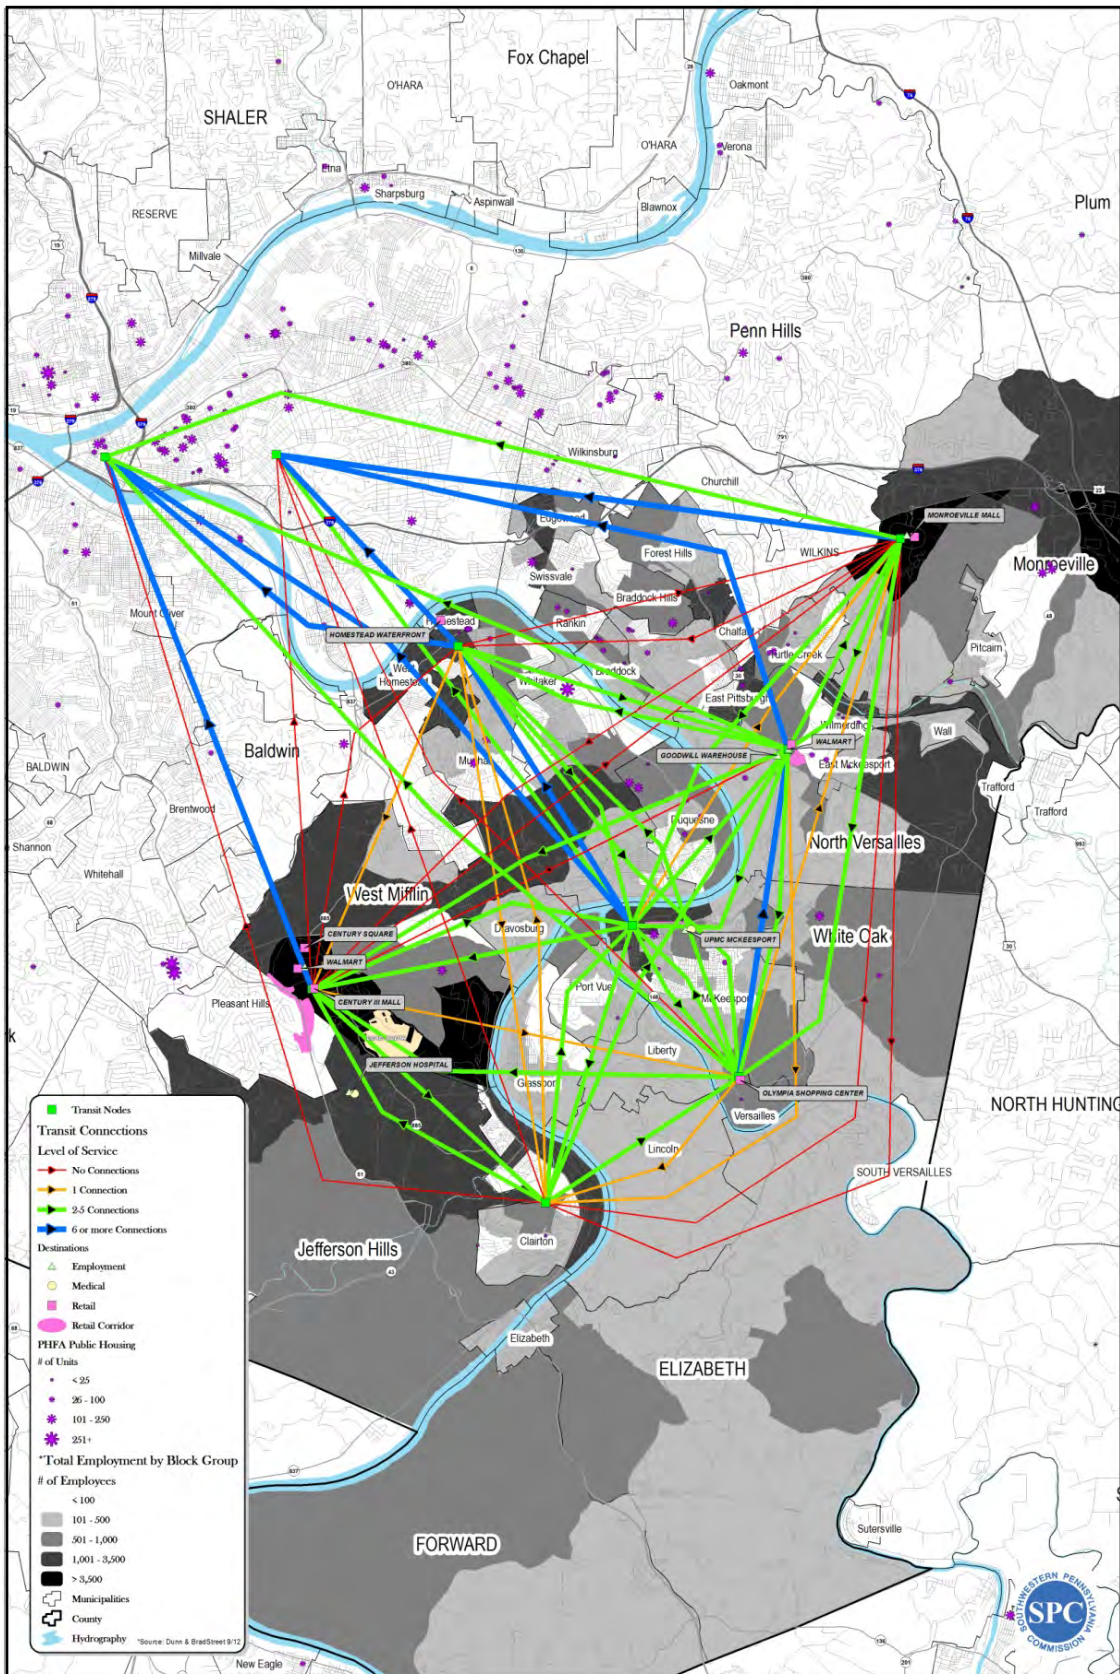 Fox Chapel
O'HARA
Oakmont
SHALER
O'HARA
Verona
Etna
Sharpsburg
Aspinwall
Blawnox
RESERVE
Plum
Millvale
Penn Hills
Wilkinsburg
Churchill
Edgewood
Forest Hills
WILKINS
MONROEVILLE MALL
Monroeville
Swissvale
Braddock Hills
Mount Oliver
Homestead
HOMESTEAD WATERFRONT
Rankin
Chalfant
Turtle Creek
Pitcairn
West Homestead
Whitaker
Braddock
East Pittsburgh
Wilmerding
Wall
Baldwin
BALDWIN
Munhall
GOODWILL WAREHOUSE
WALMART
East Mckeesport
Trafford
Trafford
Brentwood
Duquesne
North Versailles
Shannon
Whitehall
West Mifflin
CENTURY SQUARE
WALMART
Dravosburg
UPMC MCKEESPORT
White Oak
Pleasant Hills
CENTURY III MALL
Port Vue
McKeesport
JEFFERSON HOSPITAL
Liberty
Glassport
OLYMPIA SHOPPING CENTER
Versailles
NORTH HUNTING
Lincoln
SOUTH VERSAILLES
Clairton
Jefferson Hills
Elizabeth
ELIZABETH
FORWARD
Sutersville
New Eagle
Transit Nodes
Transit Connections
Level of Service
No Connections
1 Connection
2-5 Connections
6 or more Connections
Destinations
Employment
Medical
Retail
Retail Corridor
PHFA Public Housing
# of Units
< 25
26 - 100
101 - 250
251+
*Total Employment by Block Group
# of Employees
< 100
101 - 500
501 - 1,000
1,001 - 3,500
> 3,500
Municipalities
County
Hydrography
*Source: Dunn & BradStreet 9/12
SOUTHWESTERN PENNSYLVANIA
SPC
COMMISSION